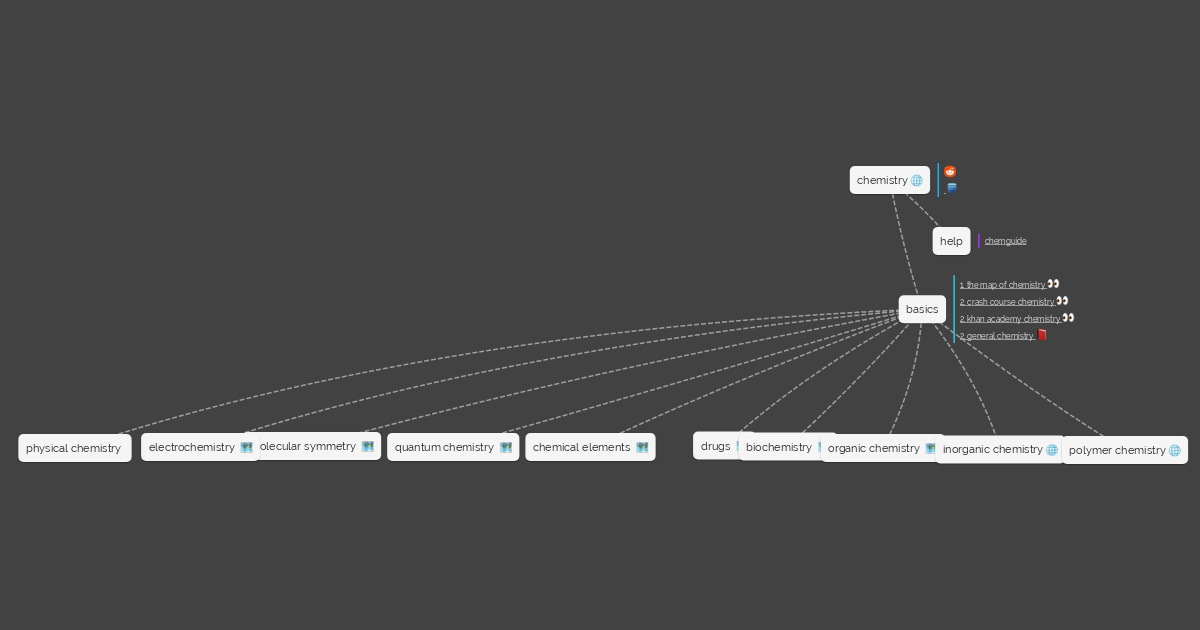 chemistry
help
chemguide
1. the map of chemistry
2. crash course chemistry
2. khan academy chemistry
2. general chemistry
basics
physical chemistry
electrochemistry
olecular symmetry
quantum chemistry
chemical elements
drugs
biochemistry
organic chemistry
inorganic chemistry
polymer chemistry